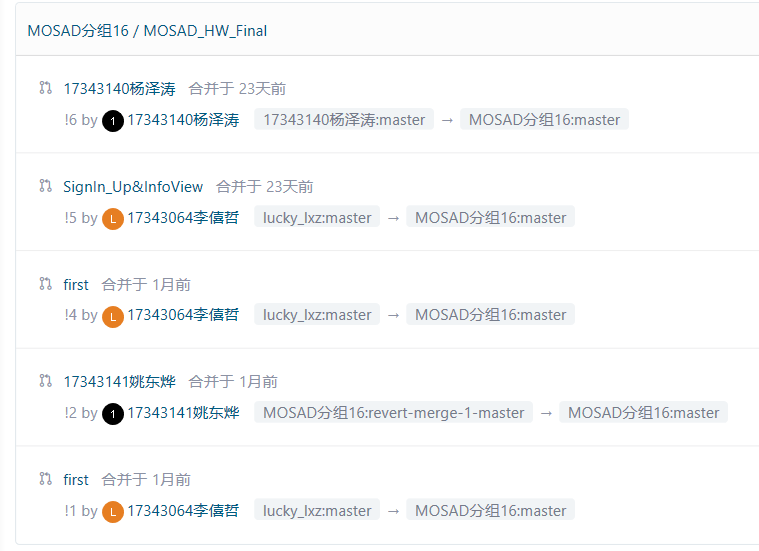 MOSAD分组16 / MOSAD_HW_Final
17343140杨泽涛 合并于 23天前
!6 by 1 17343140杨泽涛 17343140杨泽涛:master → MOSAD分组16:master
SignIn_Up&InfoView 合并于 23天前
!5 by L 17343064李僖哲 lucky_lxz:master → MOSAD分组16:master
first 合并于 1月前
!4 by L 17343064李僖哲 lucky_lxz:master → MOSAD分组16:master
17343141姚东烨 合并于 1月前
!2 by 1 17343141姚东烨 MOSAD分组16:revert-merge-1-master → MOSAD分组16:master
first 合并于 1月前
!1 by L 17343064李僖哲 lucky_lxz:master → MOSAD分组16:master